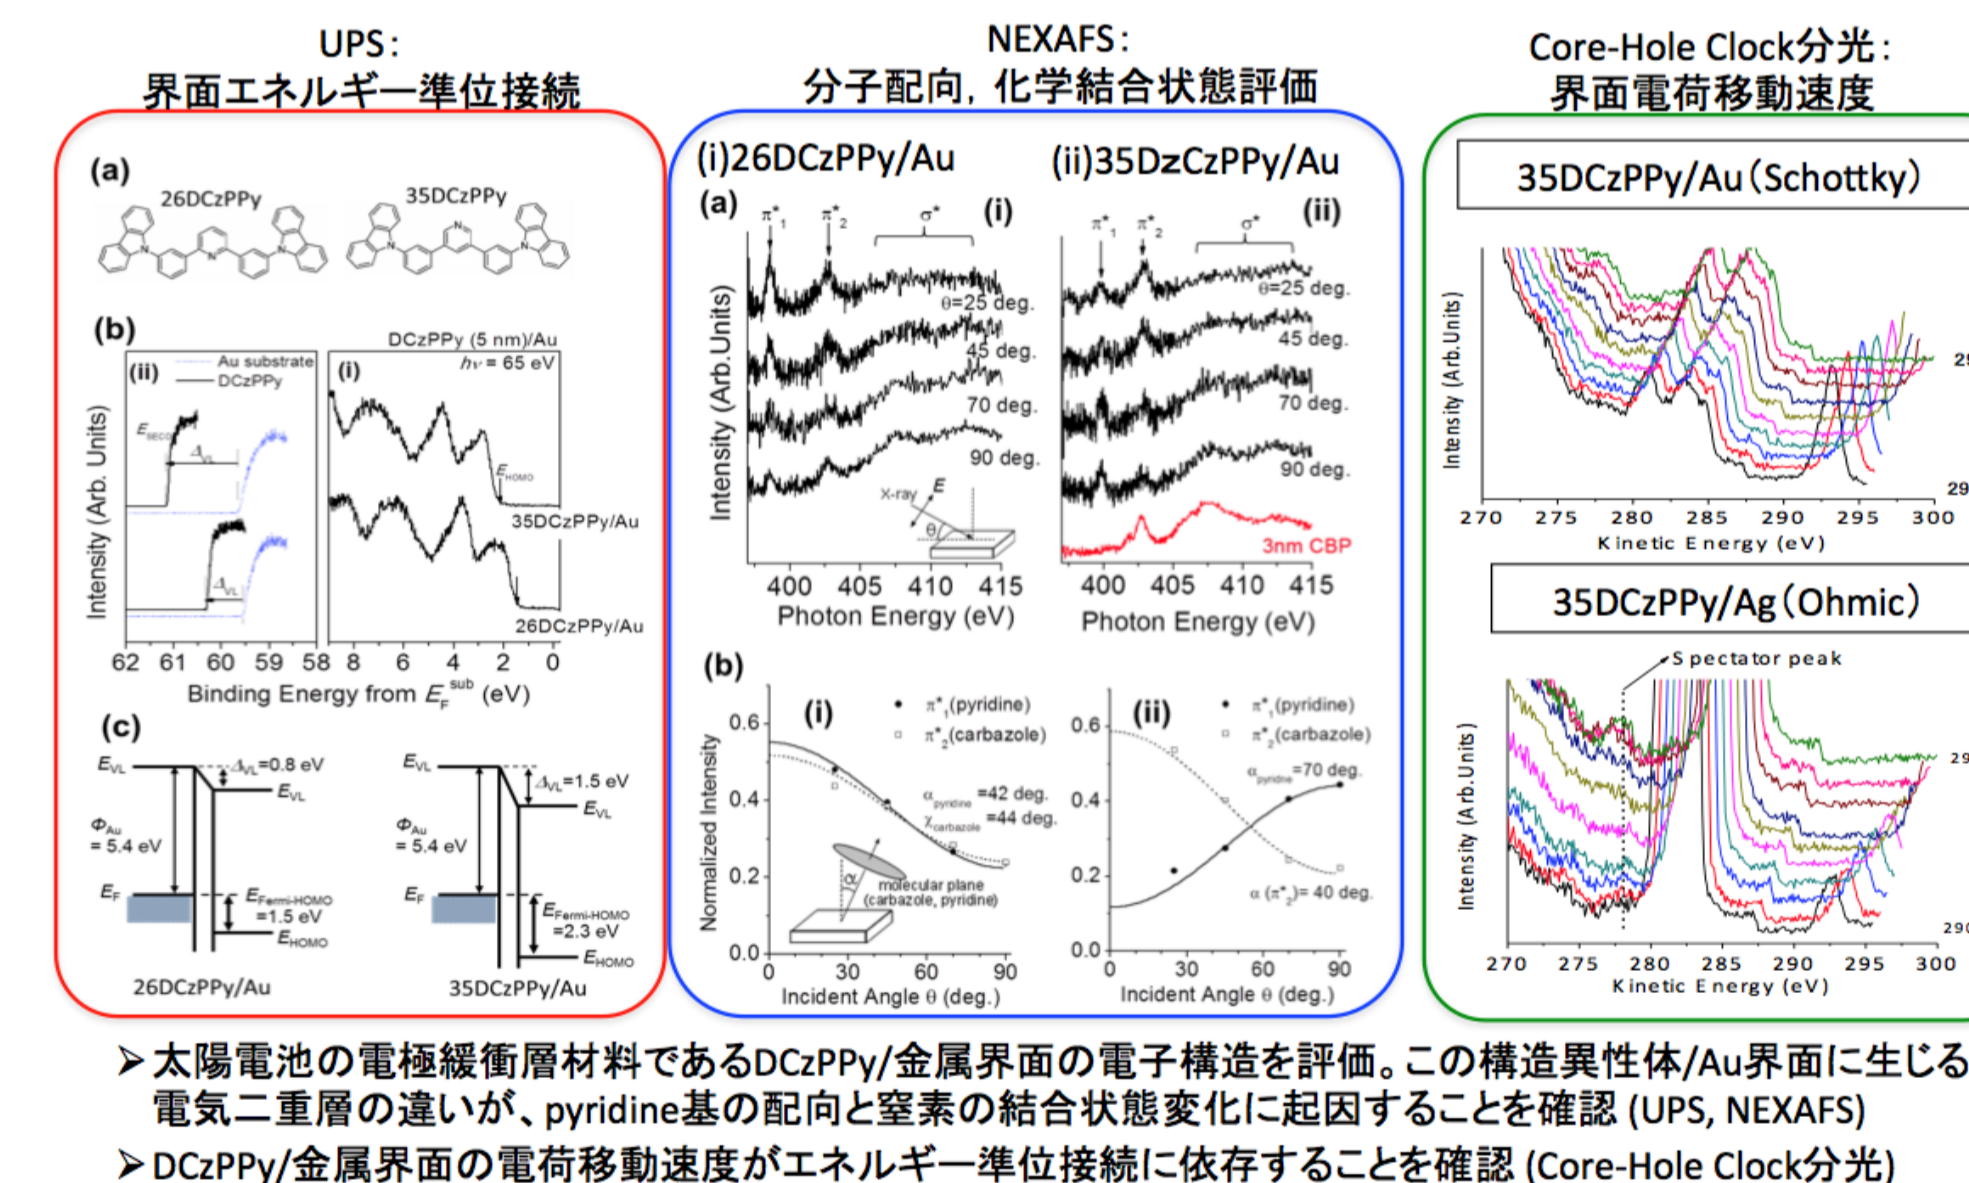 UPS:
界面エネルギー準位接続
(a)
26DCzPPy
35DCzPPy
(b)
DCzPPy (5 nm)/Au
hν = 65 eV
(ii)
Au substrate
DCzPPy
(i)
E_SECO
Δ_VL
E_HOMO
35DCzPPy/Au
Δ_VL
26DCzPPy/Au
Intensity (Arb. Units)
62 61 60 59 58 8 6 4 2 0
Binding Energy from E_F^sub (eV)
(c)
E_VL
Δ_VL=0.8 eV
E_VL
Φ_Au
= 5.4 eV
E_F
E_Fermi-HOMO
=1.5 eV
E_HOMO
26DCzPPy/Au
E_VL
Δ_VL=1.5 eV
E_VL
Φ_Au
= 5.4 eV
E_F
E_Fermi-HOMO
=2.3 eV
E_HOMO
35DCzPPy/Au
NEXAFS:
分子配向，化学結合状態評価
(i)26DCzPPy/Au
(ii)35DzCzPPy/Au
(a)
π*1
π*2
σ*
(i)
θ=25 deg.
45 deg.
70 deg.
90 deg.
X-ray
E
θ
Intensity (Arb.Units)
400 405 410 415
Photon Energy (eV)
π*1
π*2
σ*
(ii)
θ=25 deg.
45 deg.
70 deg.
90 deg.
3nm CBP
400 405 410 415
Photon Energy (eV)
(b)
(i)
π*1(pyridine)
π*2(carbazole)
α_pyridine=42 deg.
χ_carbazole=44 deg.
α
molecular plane
(carbazole, pyridine)
Normalized Intensity
0.6
0.4
0.2
0.0
0 30 60 90
Incident Angle θ (deg.)
(ii)
π*1(pyridine)
π*2(carbazole)
α_pyridine=70 deg.
α (π*2)= 40 deg.
0.6
0.4
0.2
0.0
0 30 60 90
Incident Angle θ (deg.)
Core-Hole Clock分光:
界面電荷移動速度
35DCzPPy/Au（Schottky）
Intensity (Arb.Units)
29
29
270 275 280 285 290 295 300
Kinetic Energy (eV)
35DCzPPy/Ag（Ohmic）
Spectator peak
Intensity (Arb.Units)
29
290
270 275 280 285 290 295 300
Kinetic Energy (eV)
➢太陽電池の電極緩衝層材料であるDCzPPy/金属界面の電子構造を評価。この構造異性体/Au界面に生じる
電気二重層の違いが、pyridine基の配向と窒素の結合状態変化に起因することを確認 (UPS, NEXAFS)
➢DCzPPy/金属界面の電荷移動速度がエネルギー準位接続に依存することを確認 (Core-Hole Clock分光)